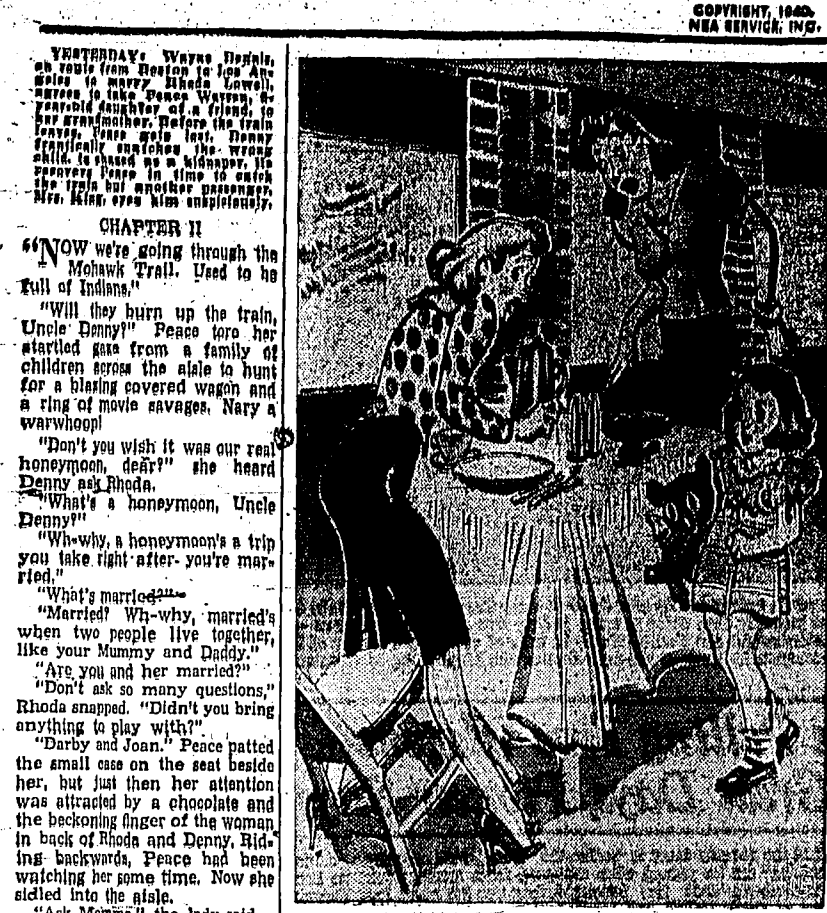 COPYRIGHT, 1940,
NEA SERVICE, INC.
YESTERDAY: Wayne Dennis,
en route from Boston to Los An-
geles to marry Rhoda Lowell,
agrees to take Peace Warren,
year-old daughter of a friend, to
her grandmother. Before the train
leaves, Peace gets lost. Denny
frantically snatches the wrong
child, is chased as a kidnaper. He
recovers Peace in time to catch
the train but another passenger,
Mrs. King, eyes him suspiciously.
CHAPTER II
"NOW we're going through the
Mohawk Trail. Used to be
full of Indians."
"Will they burn up the train,
Uncle Denny?" Peace tore her
startled gaze from a family of
children across the aisle to hunt
for a blazing covered wagon and
a ring of movie savages. Nary a
warwhoop!
"Don't you wish it was our real
honeymoon, dear?" she heard
Denny ask Rhoda.
"What's a honeymoon, Uncle
Denny?"
"Wh-why, a honeymoon's a trip
you take right after you're mar-
ried."
"What's married?"
"Married? Wh-why, married's
when two people live together,
like your Mummy and Daddy."
"Are you and her married?"
"Don't ask so many questions,"
Rhoda snapped. "Didn't you bring
anything to play with?"
"Darby and Joan." Peace patted
the small case on the seat beside
her, but just then her attention
was attracted by a chocolate and
the beckoning finger of the woman
in back of Rhoda and Denny. Rid-
ing backwards, Peace had been
watching her some time. Now she
sidled into the aisle.
"Ask Momma," the lady said